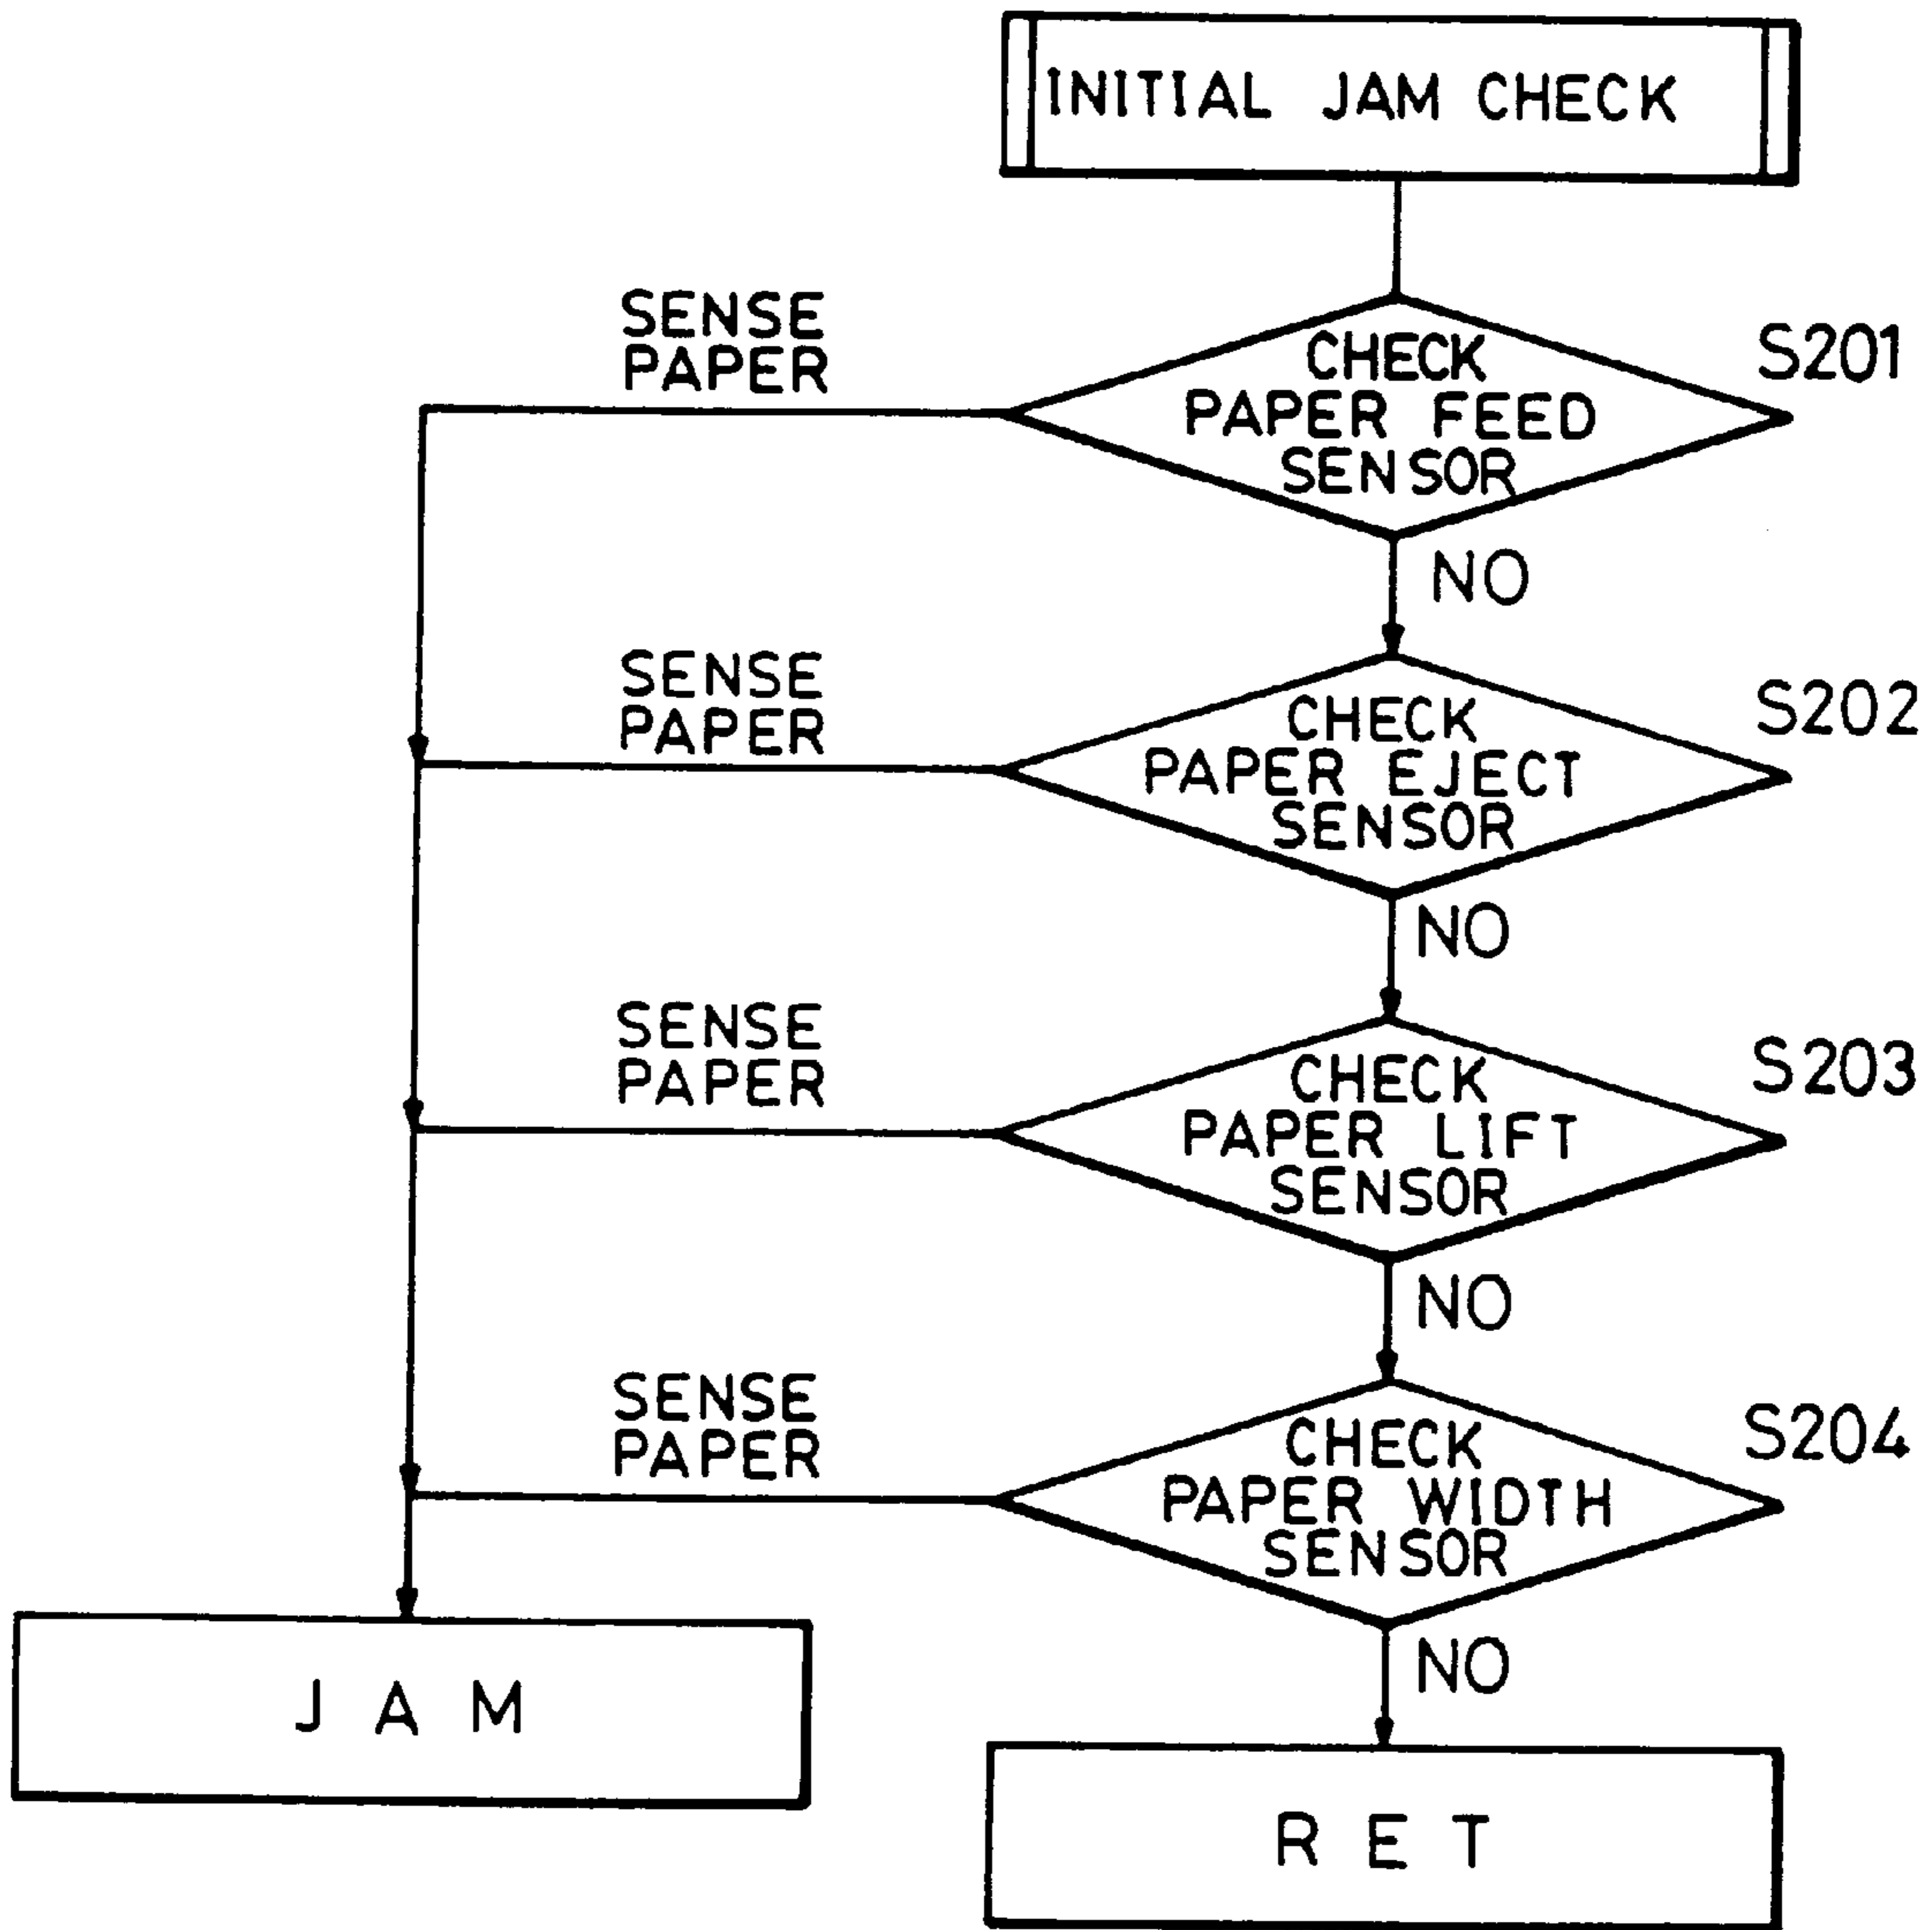 INITIAL JAM CHECK
SENSE
PAPER
CHECK
PAPER FEED
SENSOR
S201
NO
SENSE
PAPER
CHECK
PAPER EJECT
SENSOR
S202
NO
SENSE
PAPER
CHECK
PAPER LIFT
SENSOR
S203
NO
SENSE
PAPER
CHECK
PAPER WIDTH
SENSOR
S204
NO
JAM
RET